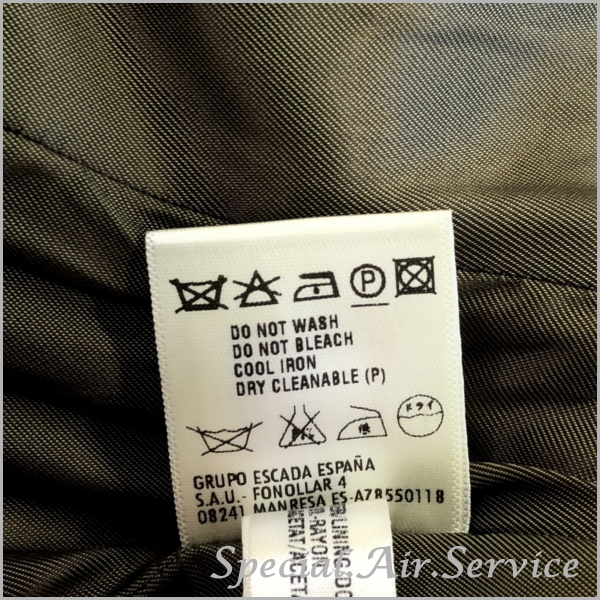 P
DO NOT WASH
DO NOT BLEACH
COOL IRON
DRY CLEANABLE (P)
低
ドライ
GRUPO ESCADA ESPAÑA
S.A.U.- FONOLLAR 4
08241 MANRESA ES-A78550118
Special.Air.Service